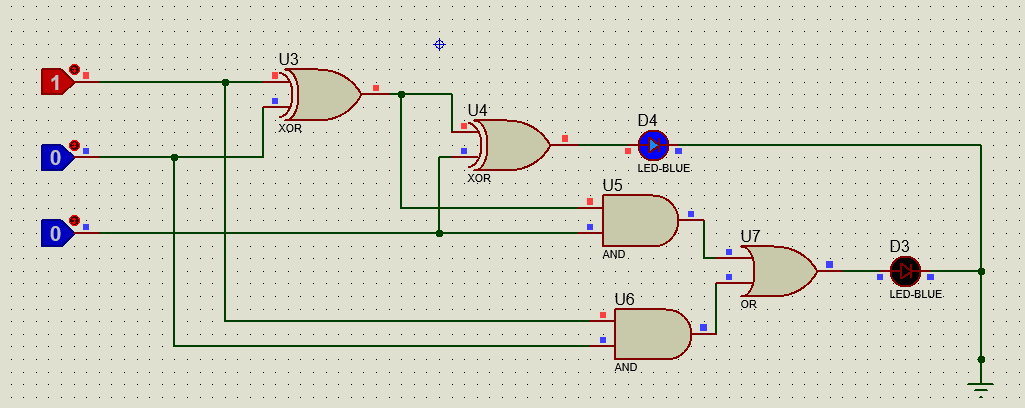 U3
1
XOR
U4
D4
0
XOR
LED-BLUE
U5
0
AND
U7
D3
OR
LED-BLUE
U6
AND